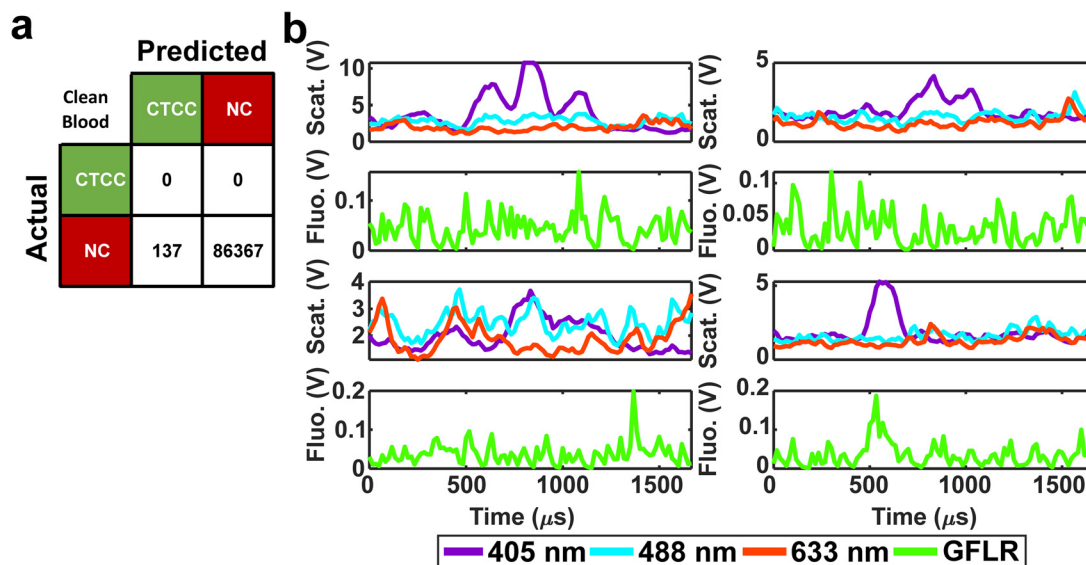 a
Predicted
Clean
Blood
CTCC
NC
Actual
CTCC
0
0
NC
137
86367
b
Scat. (V)
10
5
0
Scat. (V)
5
0
Fluo. (V)
0.1
0
Fluo. (V)
0.1
0.05
0
Scat. (V)
4
3
2
Scat. (V)
5
0
Fluo. (V)
0.2
0.1
0
Fluo. (V)
0.2
0.1
0
0
500
1000
1500
Time (μs)
0
500
1000
1500
Time (μs)
405 nm
488 nm
633 nm
GFLR